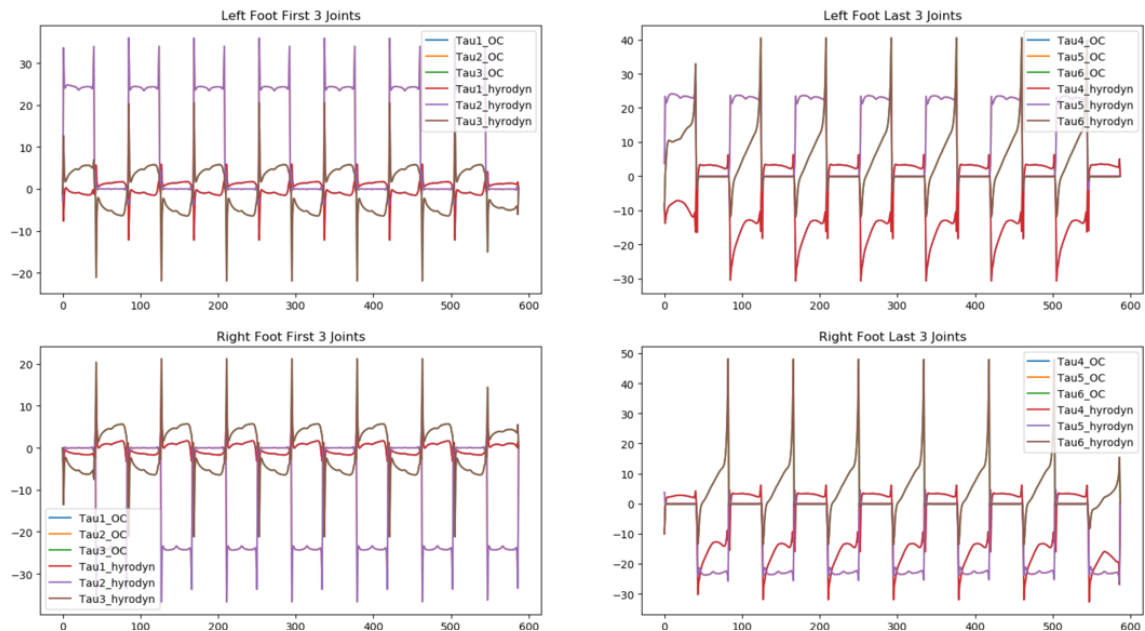 Left Foot First 3 Joints
30
20
10
0
−10
−20
0
100
200
300
400
500
600
Tau1_OC
Tau2_OC
Tau3_OC
Tau1_hyrodyn
Tau2_hyrodyn
Tau3_hyrodyn
Left Foot Last 3 Joints
40
30
20
10
0
−10
−20
−30
0
100
200
300
400
500
600
Tau4_OC
Tau5_OC
Tau6_OC
Tau4_hyrodyn
Tau5_hyrodyn
Tau6_hyrodyn
Right Foot First 3 Joints
20
10
0
−10
−20
−30
0
100
200
300
400
500
600
Tau1_OC
Tau2_OC
Tau3_OC
Tau1_hyrodyn
Tau2_hyrodyn
Tau3_hyrodyn
Right Foot Last 3 Joints
50
40
30
20
10
0
−10
−20
−30
0
100
200
300
400
500
600
Tau4_OC
Tau5_OC
Tau6_OC
Tau4_hyrodyn
Tau5_hyrodyn
Tau6_hyrodyn